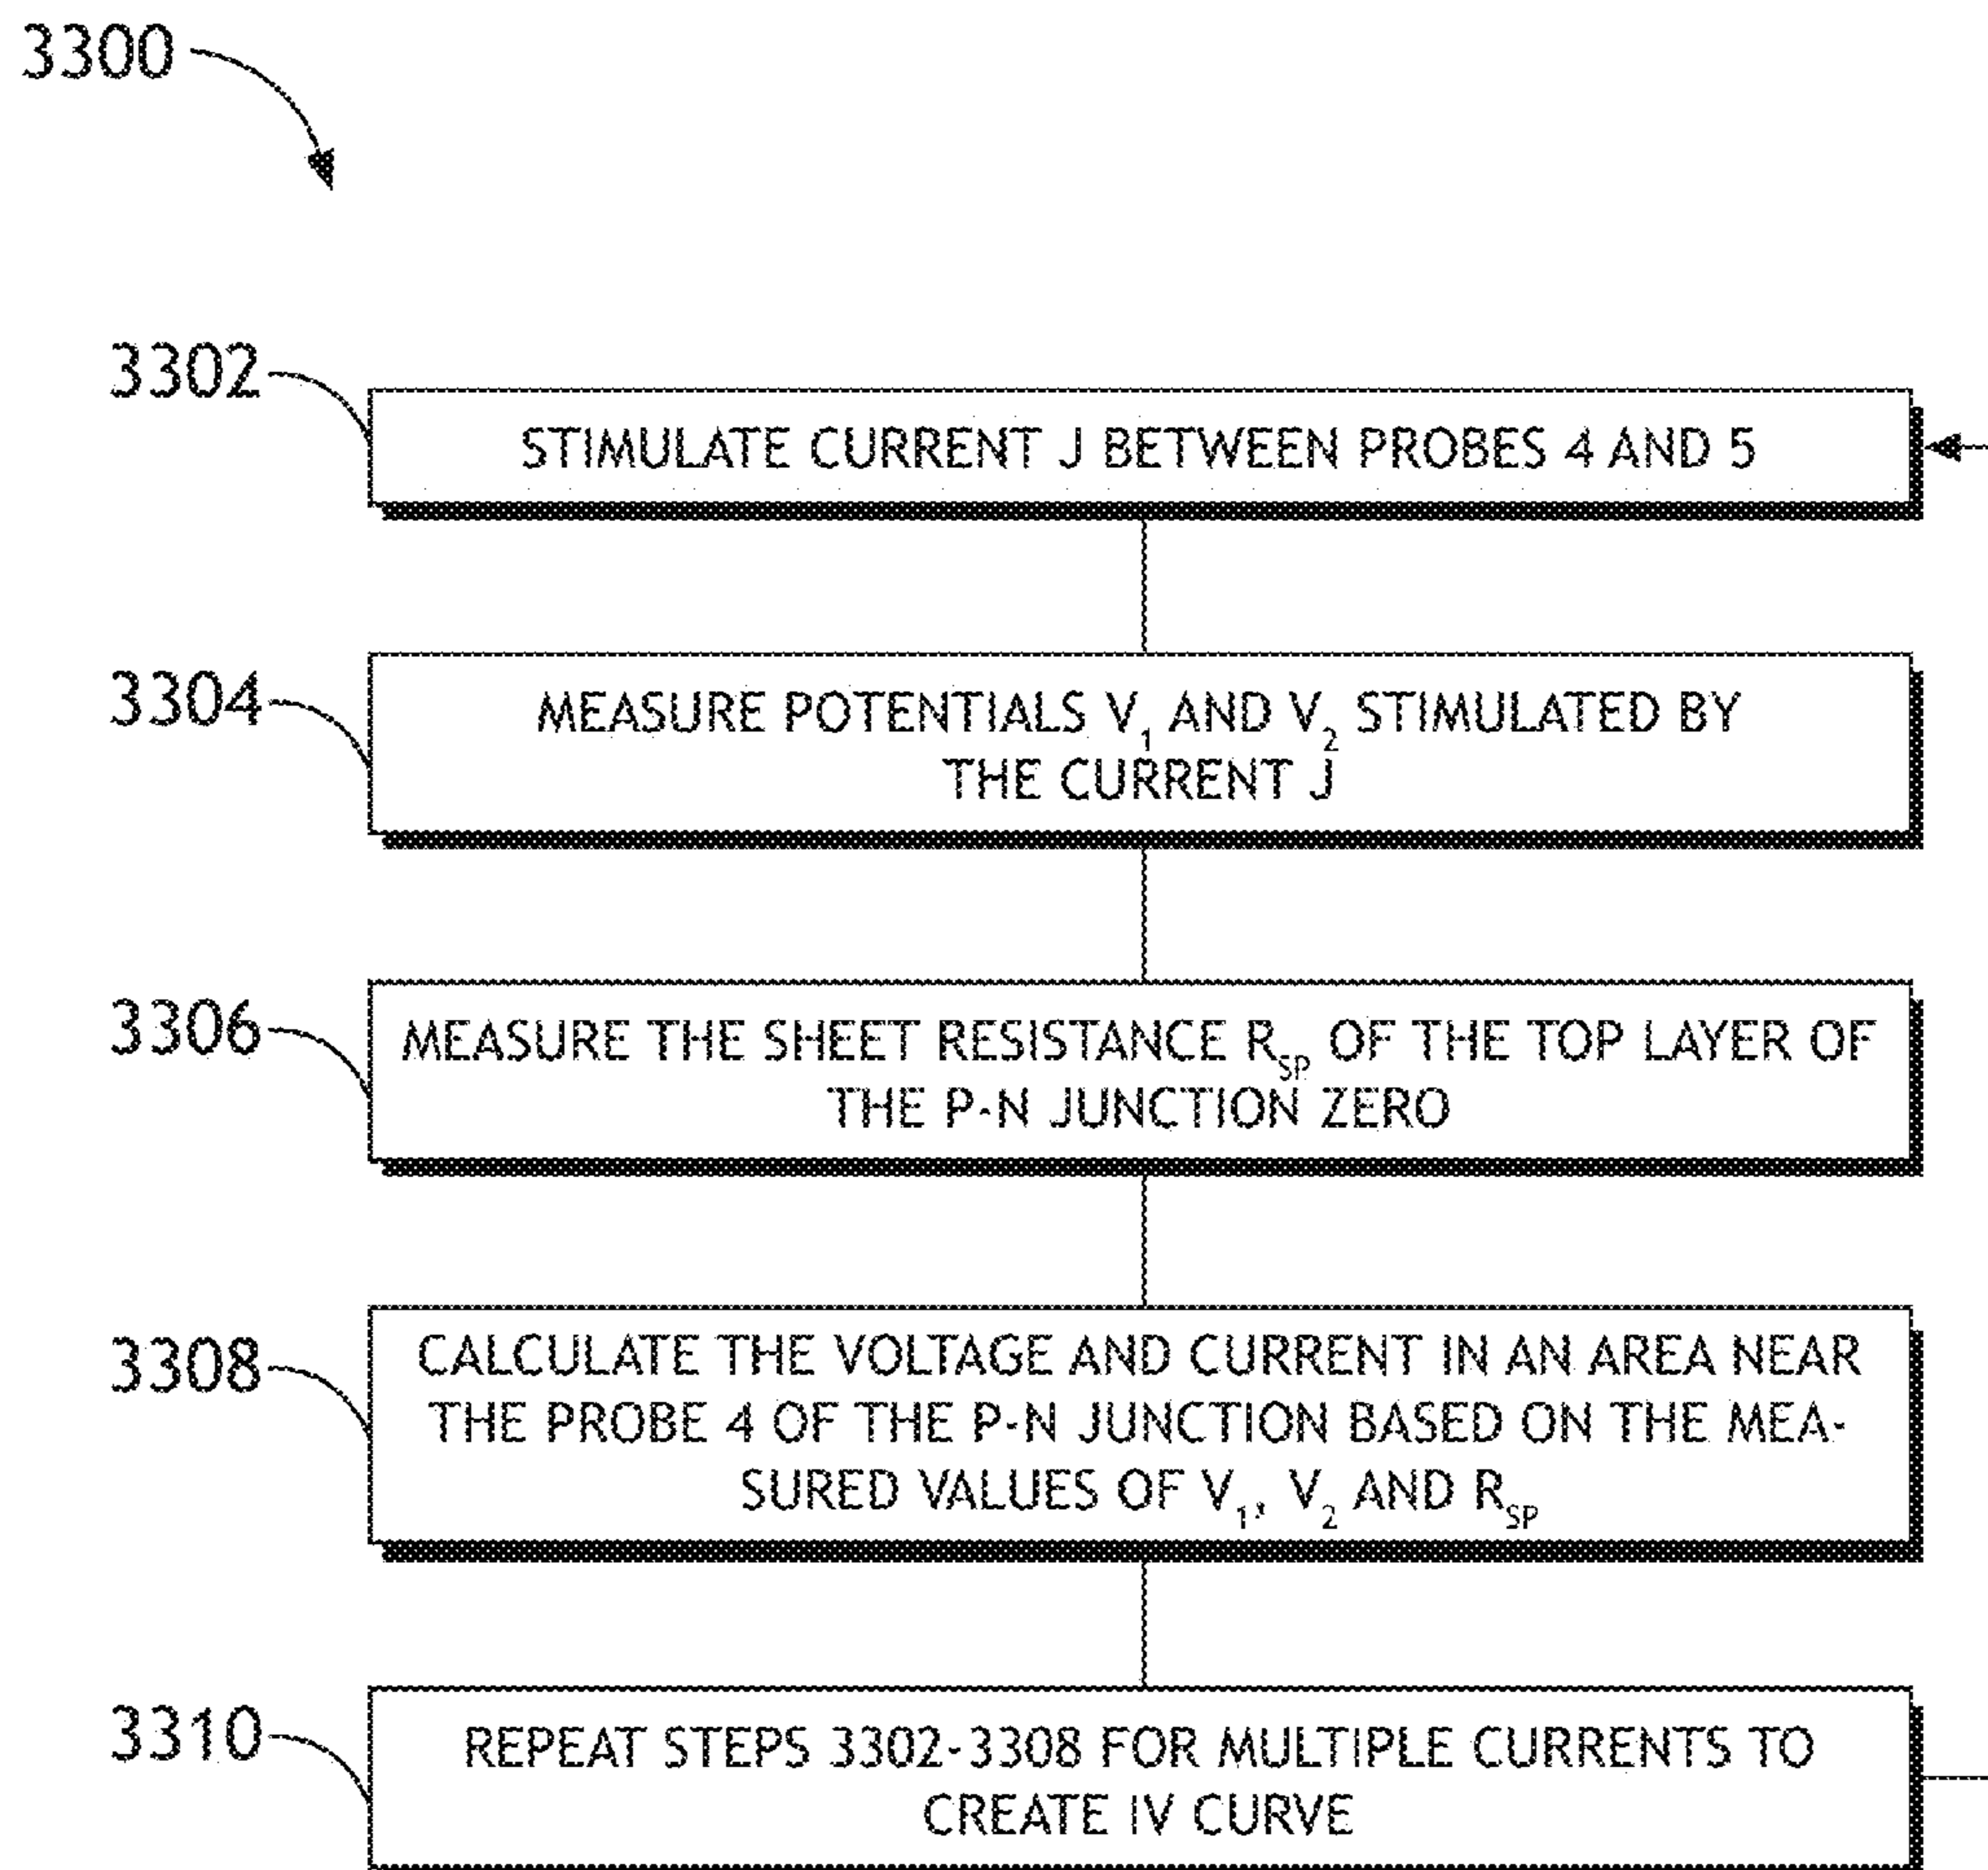 3300
3302
STIMULATE CURRENT J BETWEEN PROBES 4 AND 5
3304
MEASURE POTENTIALS V₁ AND V₂ STIMULATED BY
THE CURRENT J
3306
MEASURE THE SHEET RESISTANCE R_SP OF THE TOP LAYER OF
THE P-N JUNCTION ZERO
3308
CALCULATE THE VOLTAGE AND CURRENT IN AN AREA NEAR
THE PROBE 4 OF THE P-N JUNCTION BASED ON THE MEA-
SURED VALUES OF V₁, V₂ AND R_SP
3310
REPEAT STEPS 3302-3308 FOR MULTIPLE CURRENTS TO
CREATE IV CURVE